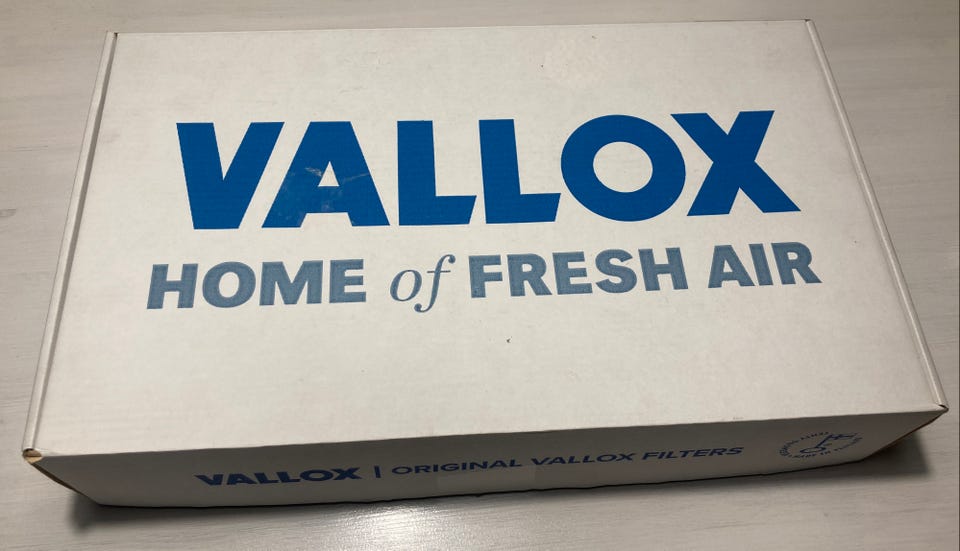 VALLOX
HOME of FRESH AIR
VALLOX | ORIGINAL VALLOX FILTERS